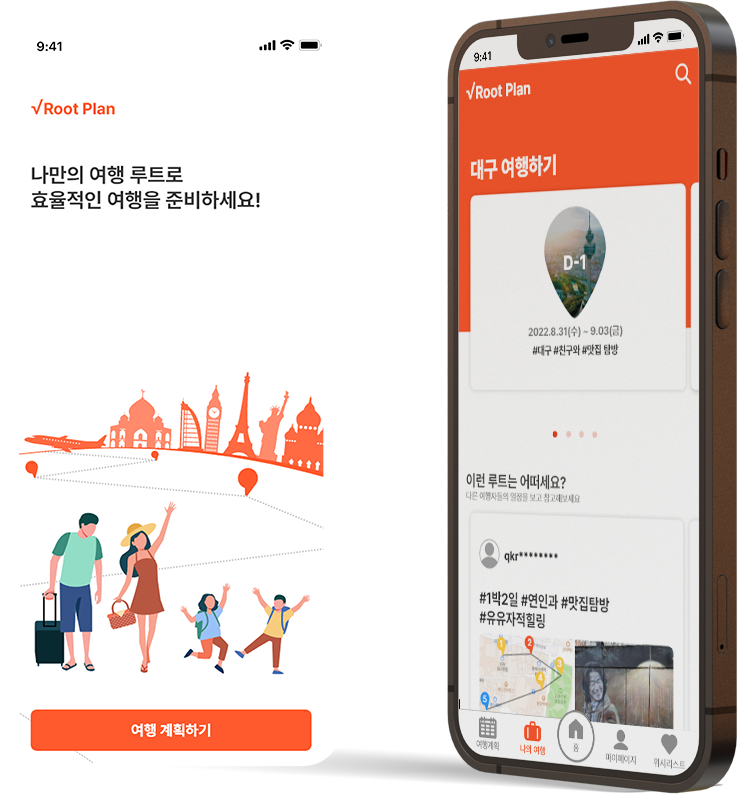 9:41
√Root Plan
나만의 여행 루트로
효율적인 여행을 준비하세요!
여행 계획하기
9:41
√Root Plan
대구 여행하기
D-1
2022.8.31(수) ~ 9.03(금)
#대구 #친구와 #맛집 탐방
이런 루트는 어떠세요?
다른 여행자들의 일정을 보고 참고해보세요
qkr********
#1박2일 #연인과 #맛집탐방
#유유자적힐링
1
2
3
4
5
여행계획
나의 여행
홈
마이페이지
위시리스트